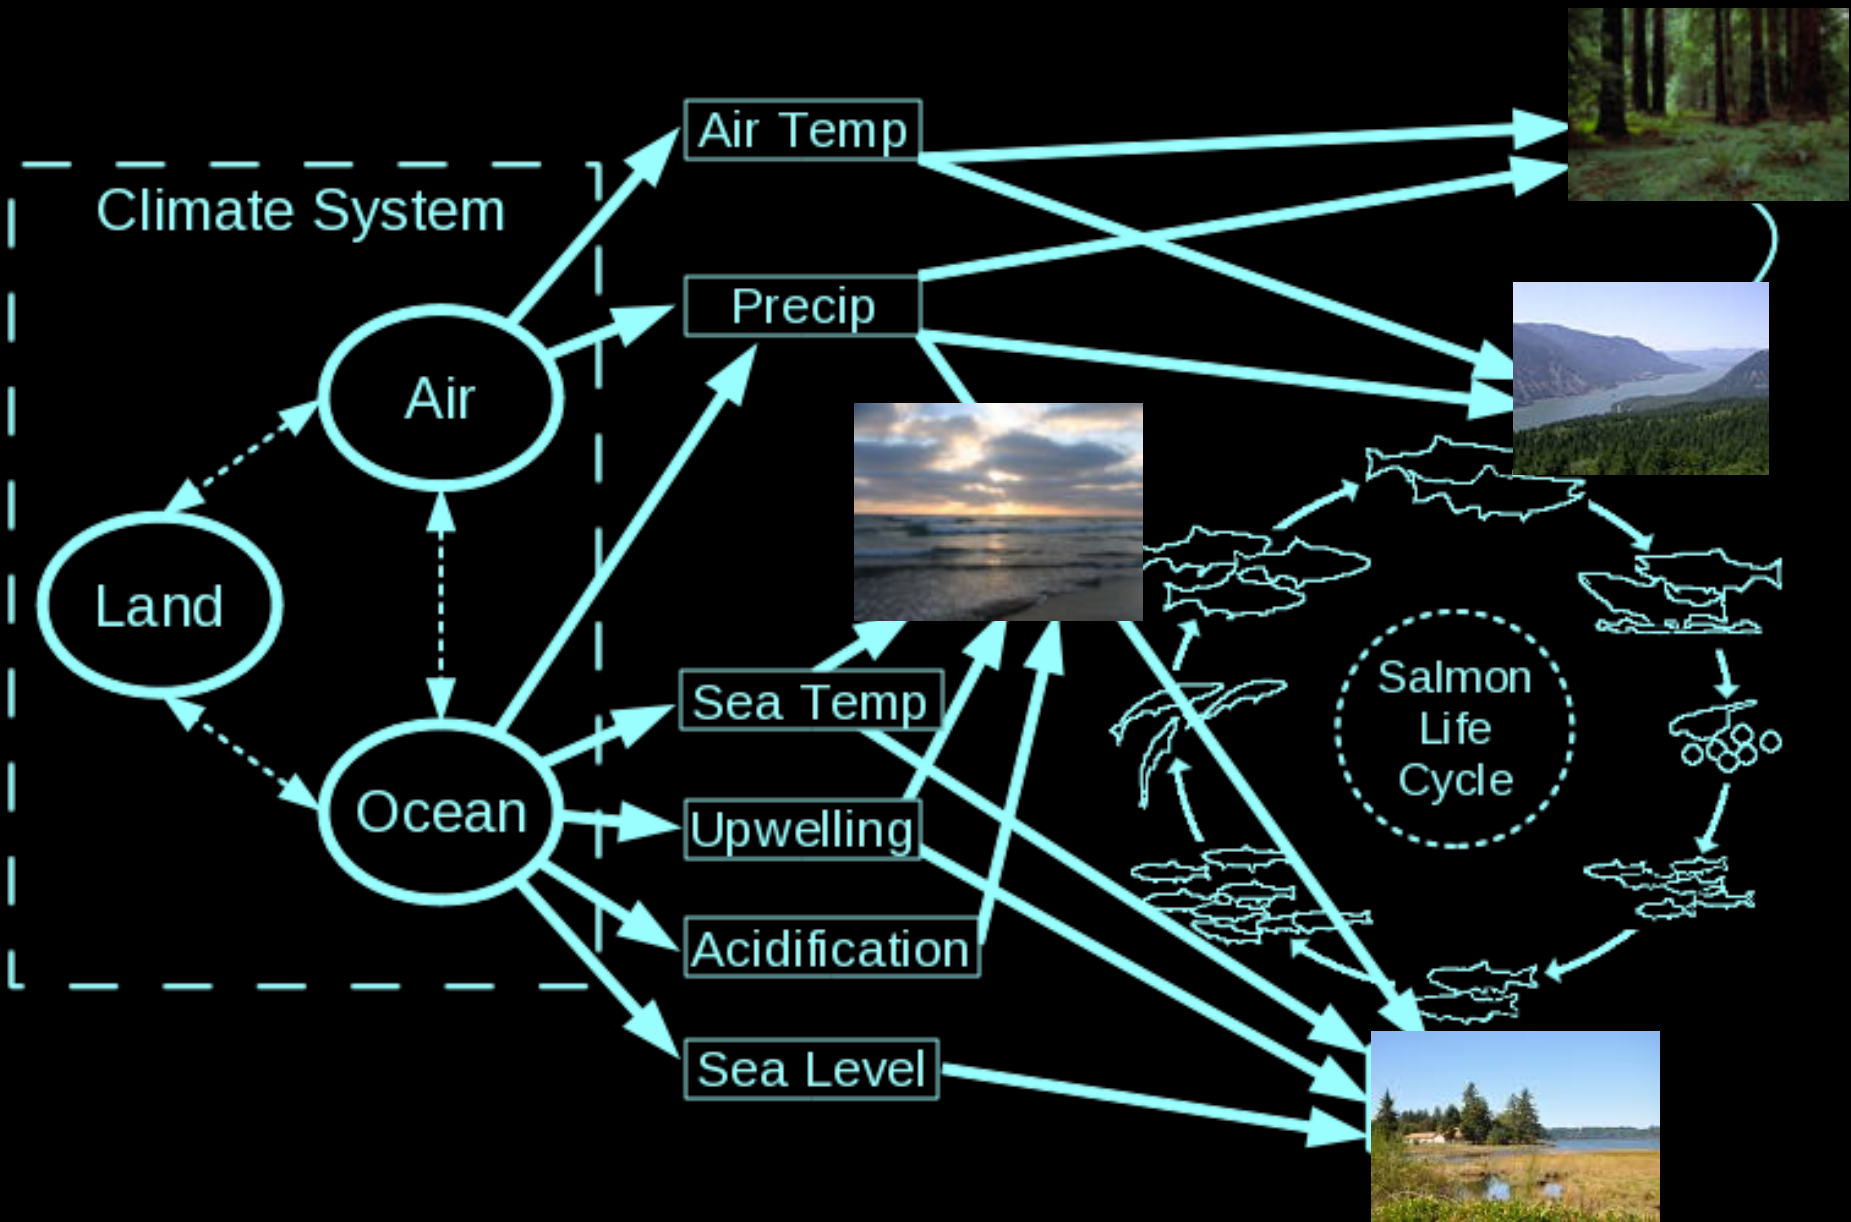 Air Temp
Climate System
Precip
Air
Land
Sea Temp
Salmon
Life
Cycle
Ocean
Upwelling
Acidification
Sea Level